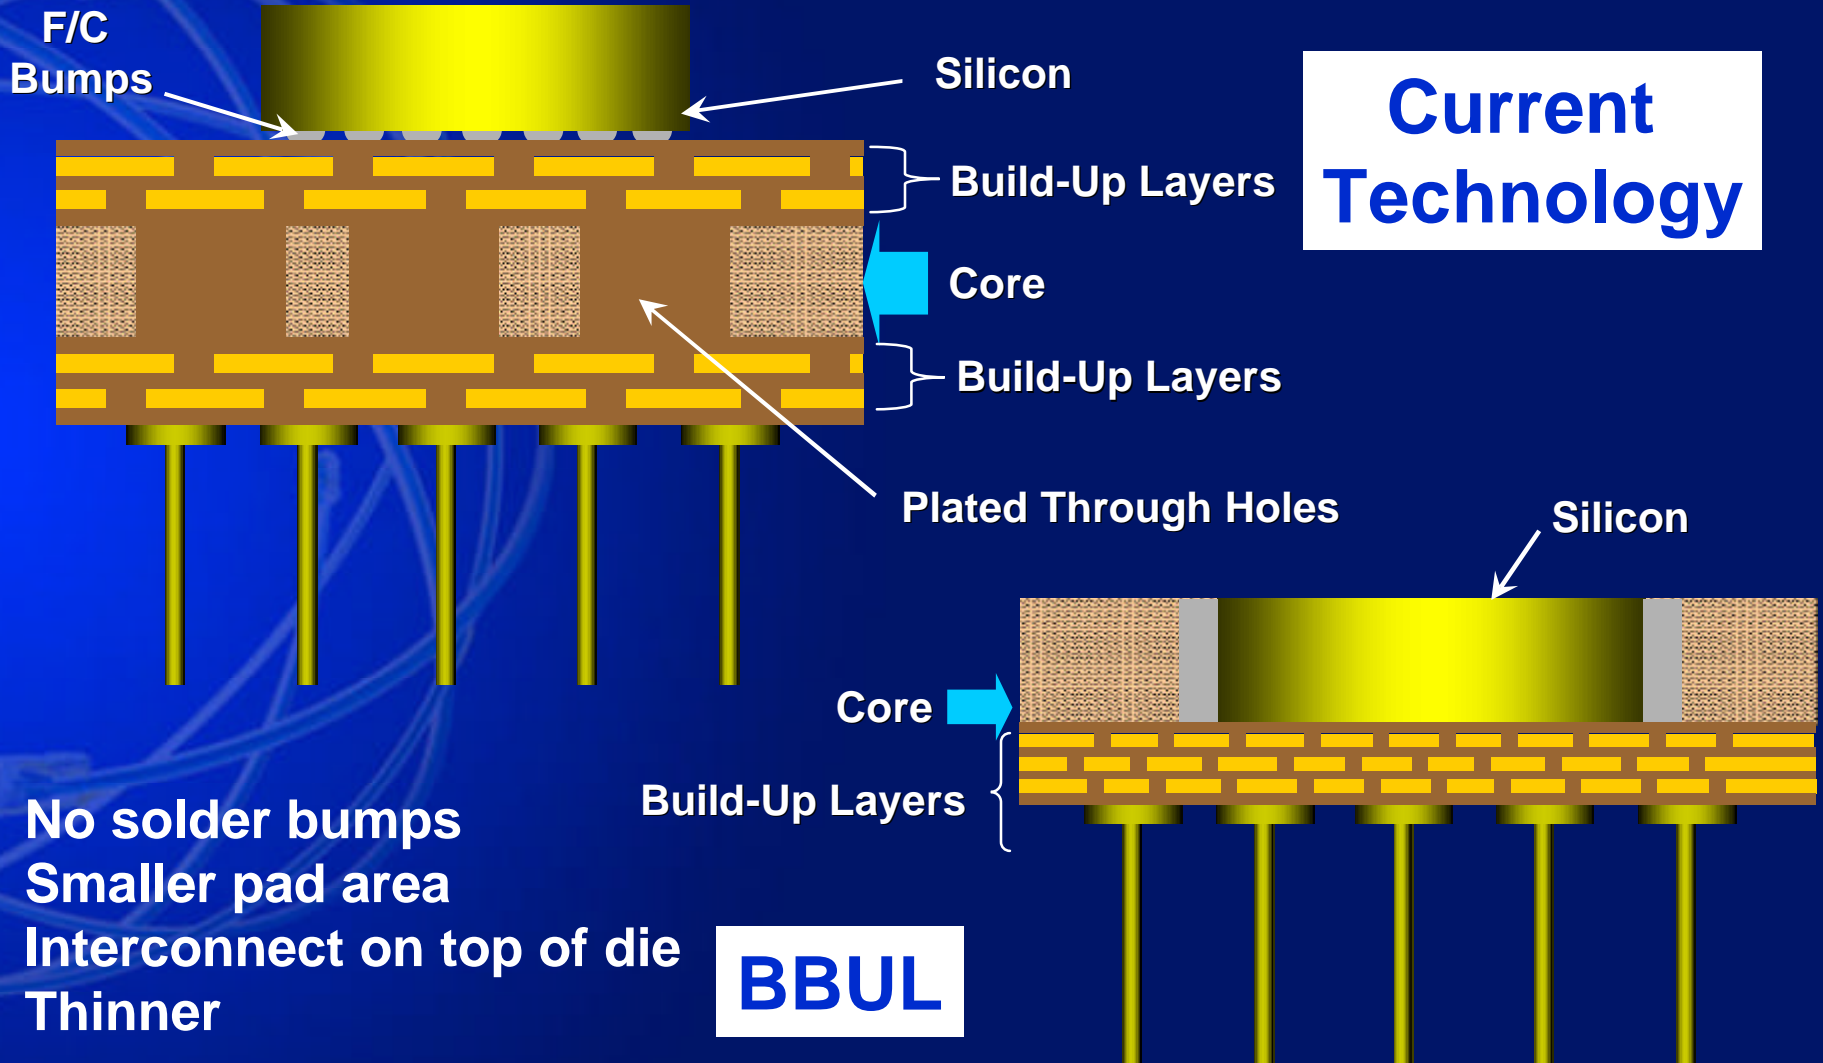 F/C
Bumps
Silicon
Current
Technology
Build-Up Layers
Core
Build-Up Layers
Plated Through Holes
Silicon
Core
Build-Up Layers
No solder bumps
Smaller pad area
Interconnect on top of die
Thinner
BBUL